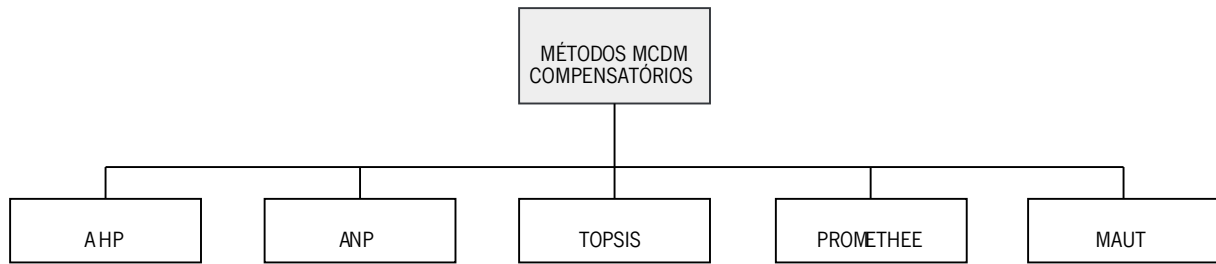 MÉTODOS MCDM
COMPENSATÓRIOS
AHP
ANP
TOPSIS
PROMETHEE
MAUT